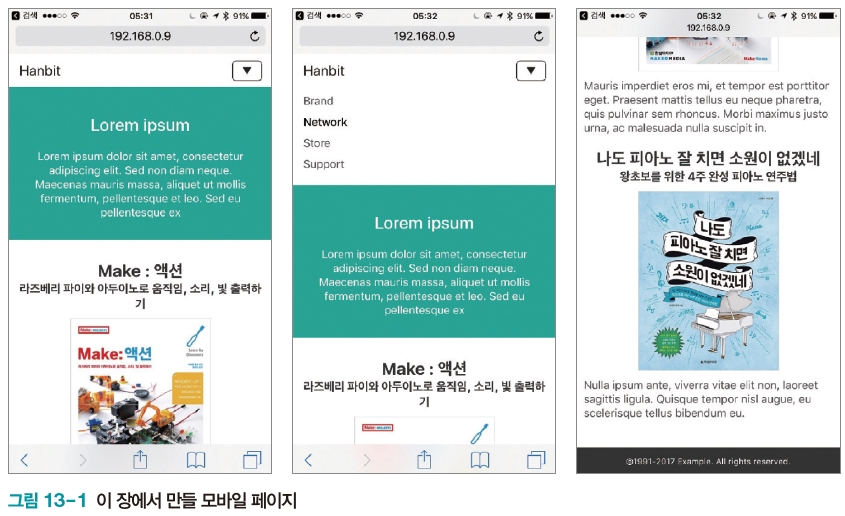 검색 05:31 91%
192.168.0.9
Hanbit
Lorem ipsum
Lorem ipsum dolor sit amet, consectetur
adipiscing elit. Sed non diam neque.
Maecenas mauris massa, aliquet ut mollis
fermentum, pellentesque et leo. Sed eu
pellentesque ex
Make : 액션
라즈베리 파이와 아두이노로 움직임, 소리, 빛 출력하
기
Make: 액션
검색 05:32 91%
192.168.0.9
Hanbit
Brand
Network
Store
Support
Lorem ipsum
Lorem ipsum dolor sit amet, consectetur
adipiscing elit. Sed non diam neque.
Maecenas mauris massa, aliquet ut mollis
fermentum, pellentesque et leo. Sed eu
pellentesque ex
Make : 액션
라즈베리 파이와 아두이노로 움직임, 소리, 빛 출력하
기
검색 05:32 91%
192.168.0.9
Mauris imperdiet eros mi, et tempor est porttitor
eget. Praesent mattis tellus eu neque pharetra,
quis pulvinar sem rhoncus. Morbi maximus justo
urna, ac malesuada nulla suscipit in.
나도 피아노 잘 치면 소원이 없겠네
왕초보를 위한 4주 완성 피아노 연주법
나도
피아노 잘 치면
소원이 없겠네
Nulla ipsum ante, viverra vitae elit non, laoreet
sagittis ligula. Quisque tempor nisl augue, eu
scelerisque tellus bibendum eu.
©1991-2017 Example. All rights reserved.
그림 13-1 이 장에서 만들 모바일 페이지